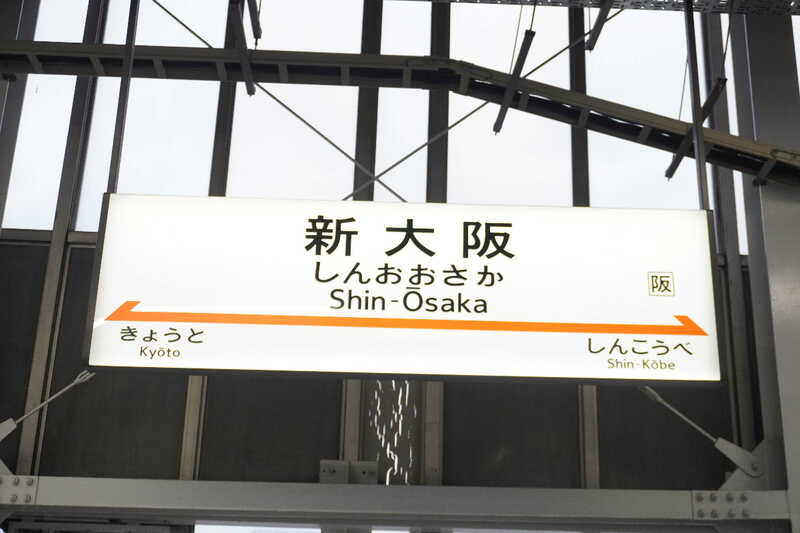 新大阪
しんおおさか
Shin-Ōsaka
阪
きょうと
Kyōto
しんこうべ
Shin-Kōbe